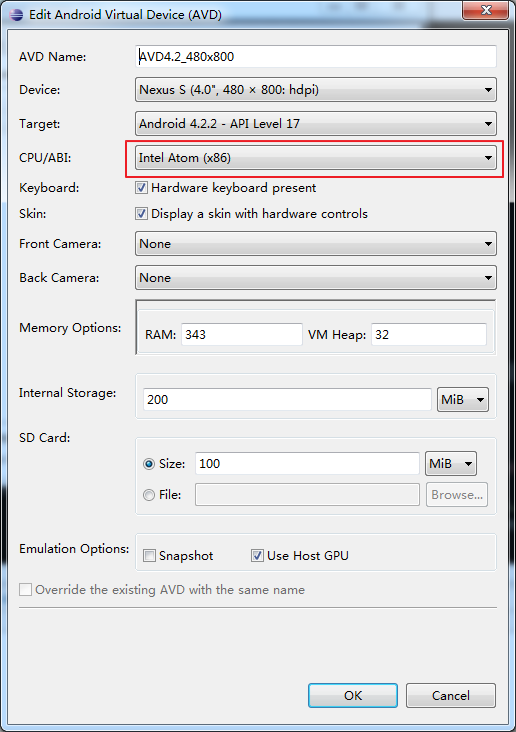 Edit Android Virtual Device (AVD)
AVD Name: AVD4.2_480x800
Device: Nexus S (4.0", 480 × 800: hdpi)
Target: Android 4.2.2 - API Level 17
CPU/ABI: Intel Atom (x86)
Keyboard: Hardware keyboard present
Skin: Display a skin with hardware controls
Front Camera: None
Back Camera: None
Memory Options: RAM: 343 VM Heap: 32
Internal Storage: 200 MiB
SD Card:
Size: 100 MiB
File: Browse...
Emulation Options: Snapshot Use Host GPU
Override the existing AVD with the same name
OK Cancel